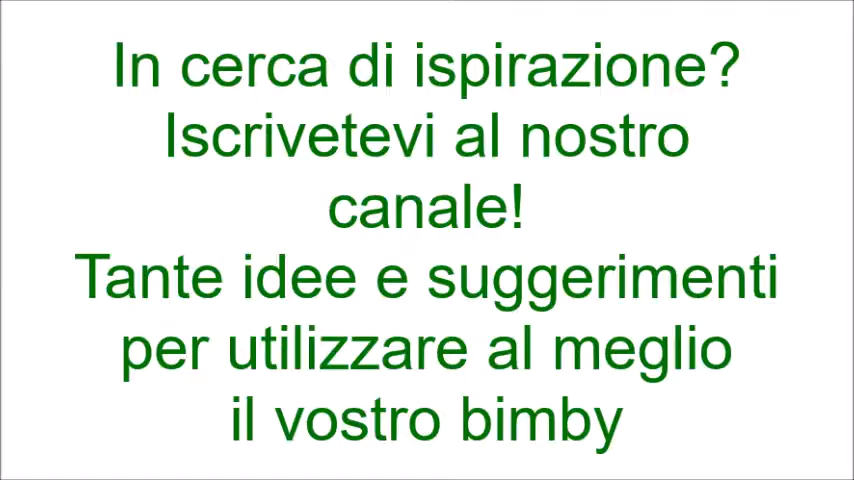 In cerca di ispirazione?
Iscrivetevi al nostro
canale!
Tante idee e suggerimenti
per utilizzare al meglio
il vostro bimby